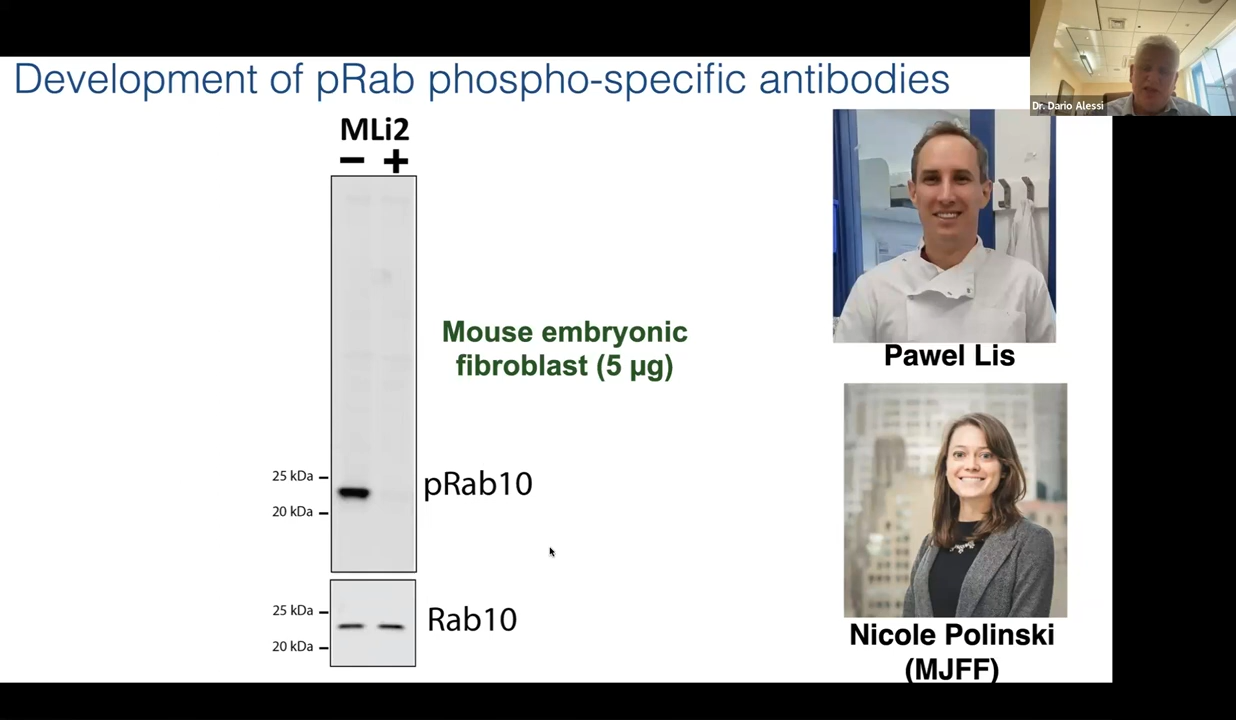 Development of pRab phospho-specific antibodies
Dr. Dario Alessi
MLi2
− +
Mouse embryonic
fibroblast (5 µg)
25 kDa
pRab10
20 kDa
25 kDa
Rab10
20 kDa
Pawel Lis
Nicole Polinski
(MJFF)